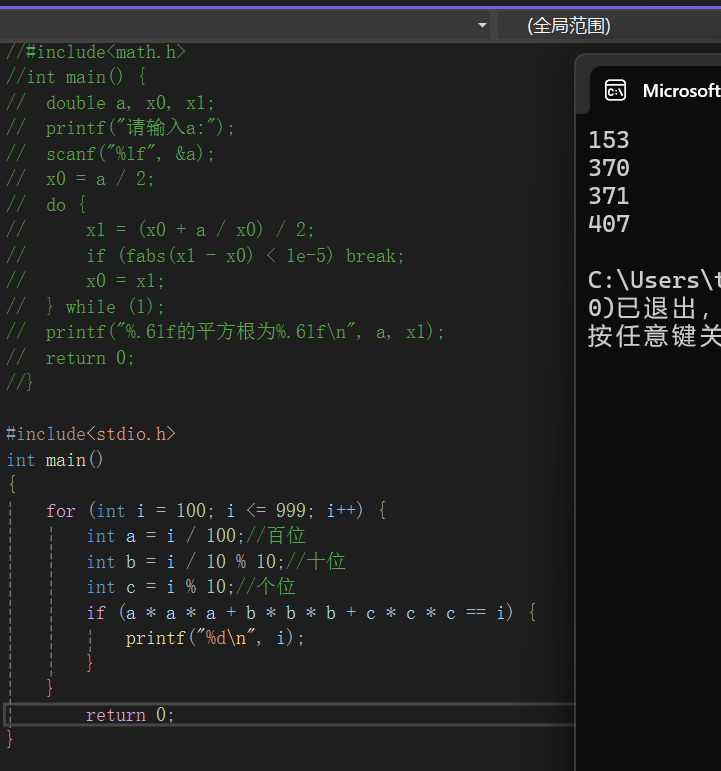 (全局范围)
//#include<math.h>
//int main() {
//  double a, x0, x1;
//  printf("请输入a:");
//  scanf("%lf", &a);
//  x0 = a / 2;
//  do {
//      x1 = (x0 + a / x0) / 2;
//      if (fabs(x1 - x0) < 1e-5) break;
//      x0 = x1;
//  } while (1);
//  printf("%.6lf的平方根为%.6lf\n", a, x1);
//  return 0;
//}
#include<stdio.h>
int main()
{
    for (int i = 100; i <= 999; i++) {
        int a = i / 100;//百位
        int b = i / 10 % 10;//十位
        int c = i % 10;//个位
        if (a * a * a + b * b * b + c * c * c == i) {
            printf("%d\n", i);
        }
    }
        return 0;
}
Microsoft
153
370
371
407
C:\Users\t
0)已退出,
按任意键关